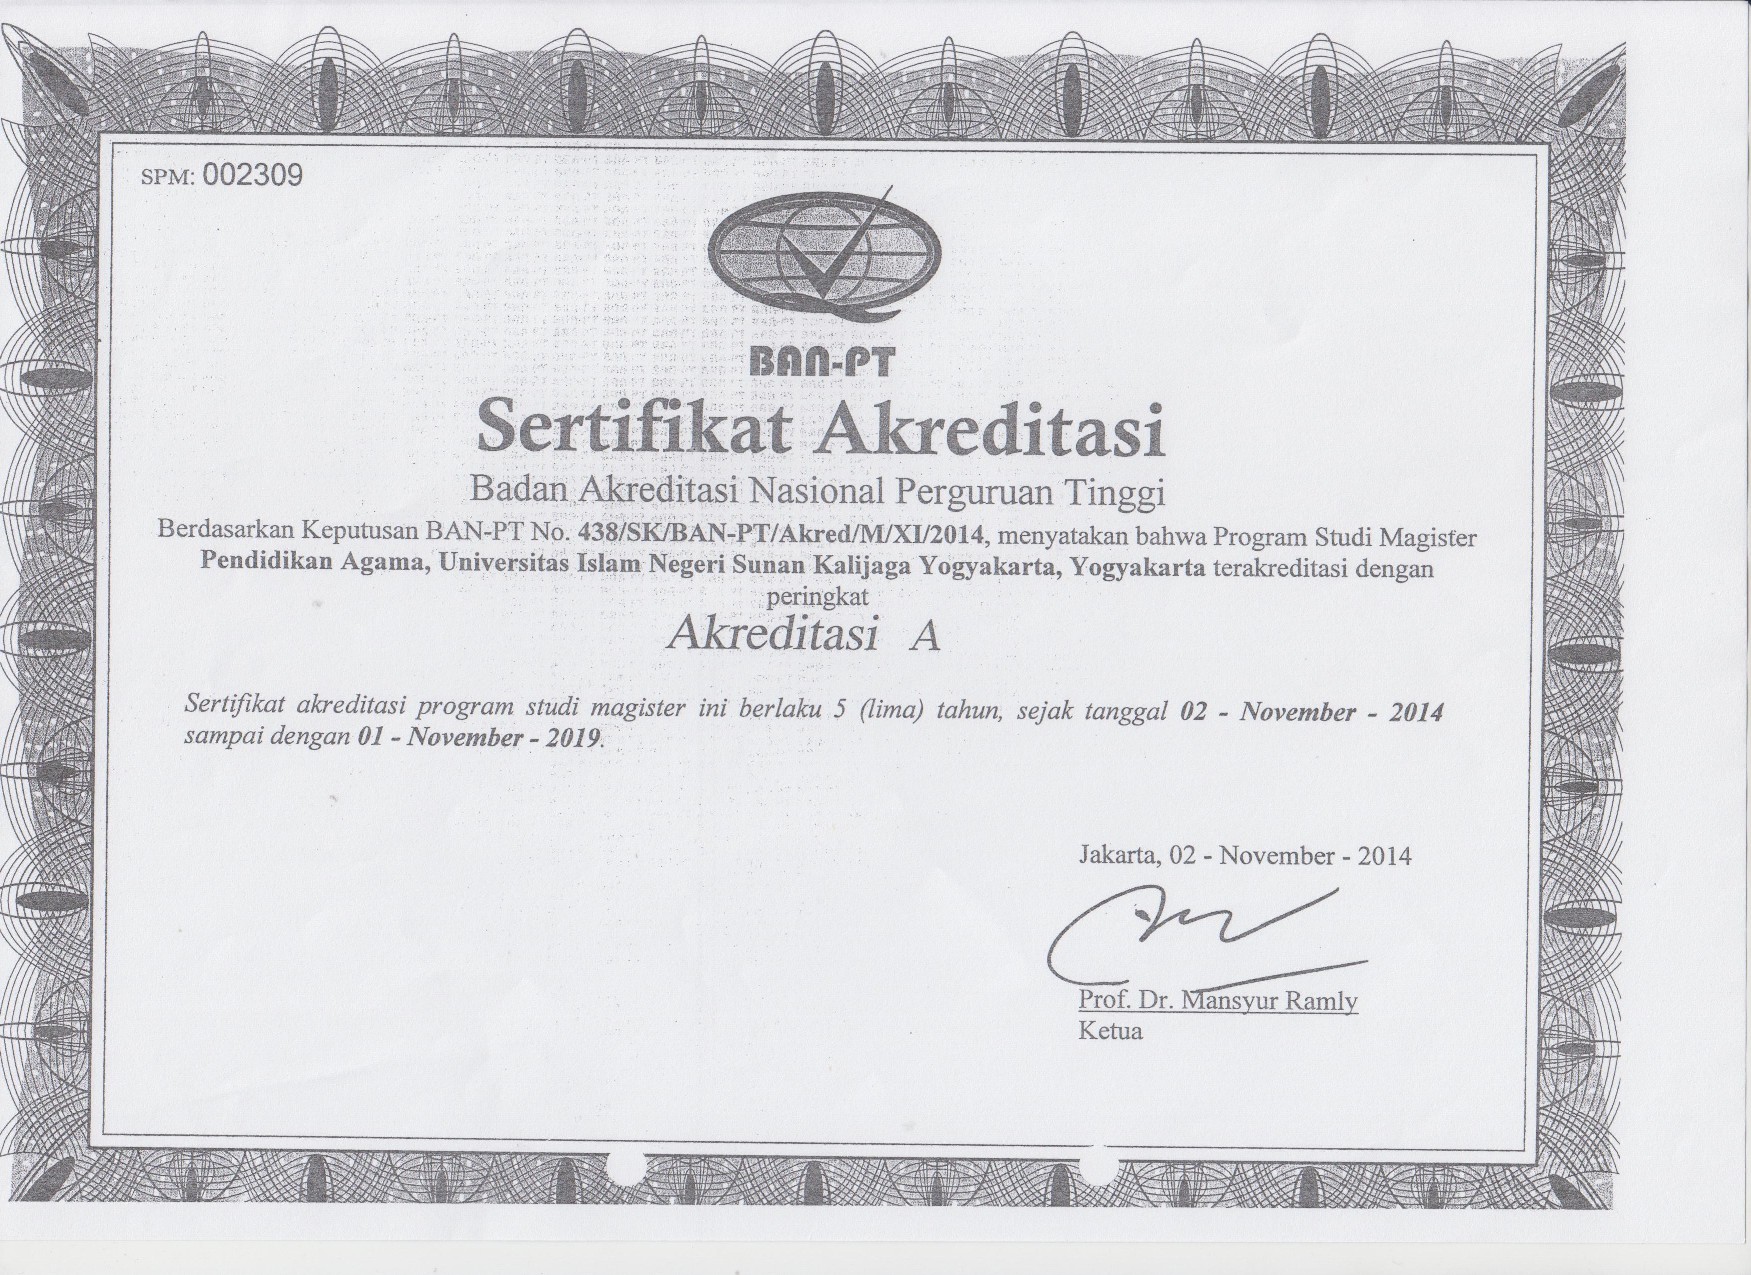 SPM: 002309
BAN-PT
Sertifikat Akreditasi
Badan Akreditasi Nasional Perguruan Tinggi
Berdasarkan Keputusan BAN-PT No. 438/SK/BAN-PT/Akred/M/XI/2014, menyatakan bahwa Program Studi Magister
Pendidikan Agama, Universitas Islam Negeri Sunan Kalijaga Yogyakarta, Yogyakarta terakreditasi dengan
peringkat
Akreditasi A
Sertifikat akreditasi program studi magister ini berlaku 5 (lima) tahun, sejak tanggal 02 - November - 2014
sampai dengan 01 - November - 2019.
Jakarta, 02 - November - 2014
Prof. Dr. Mansyur Ramly
Ketua